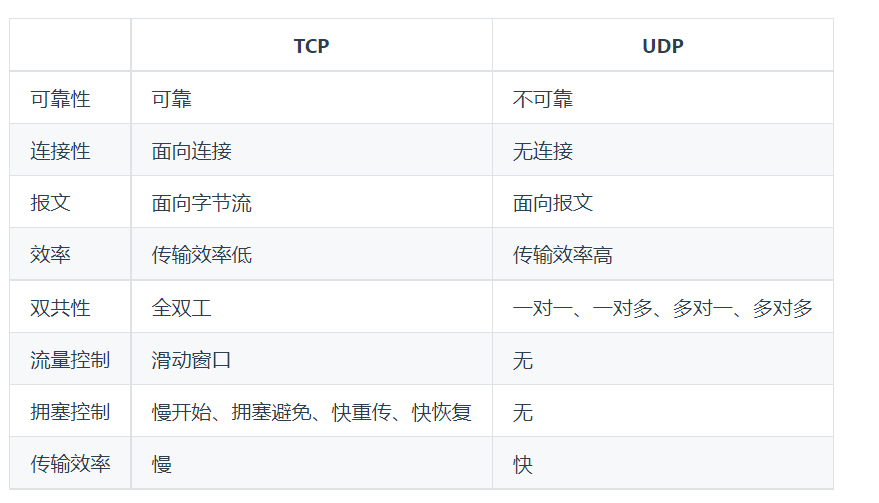 TCP UDP
可靠性 可靠 不可靠
连接性 面向连接 无连接
报文 面向字节流 面向报文
效率 传输效率低 传输效率高
双共性 全双工 一对一、一对多、多对一、多对多
流量控制 滑动窗口 无
拥塞控制 慢开始、拥塞避免、快重传、快恢复 无
传输效率 慢 快